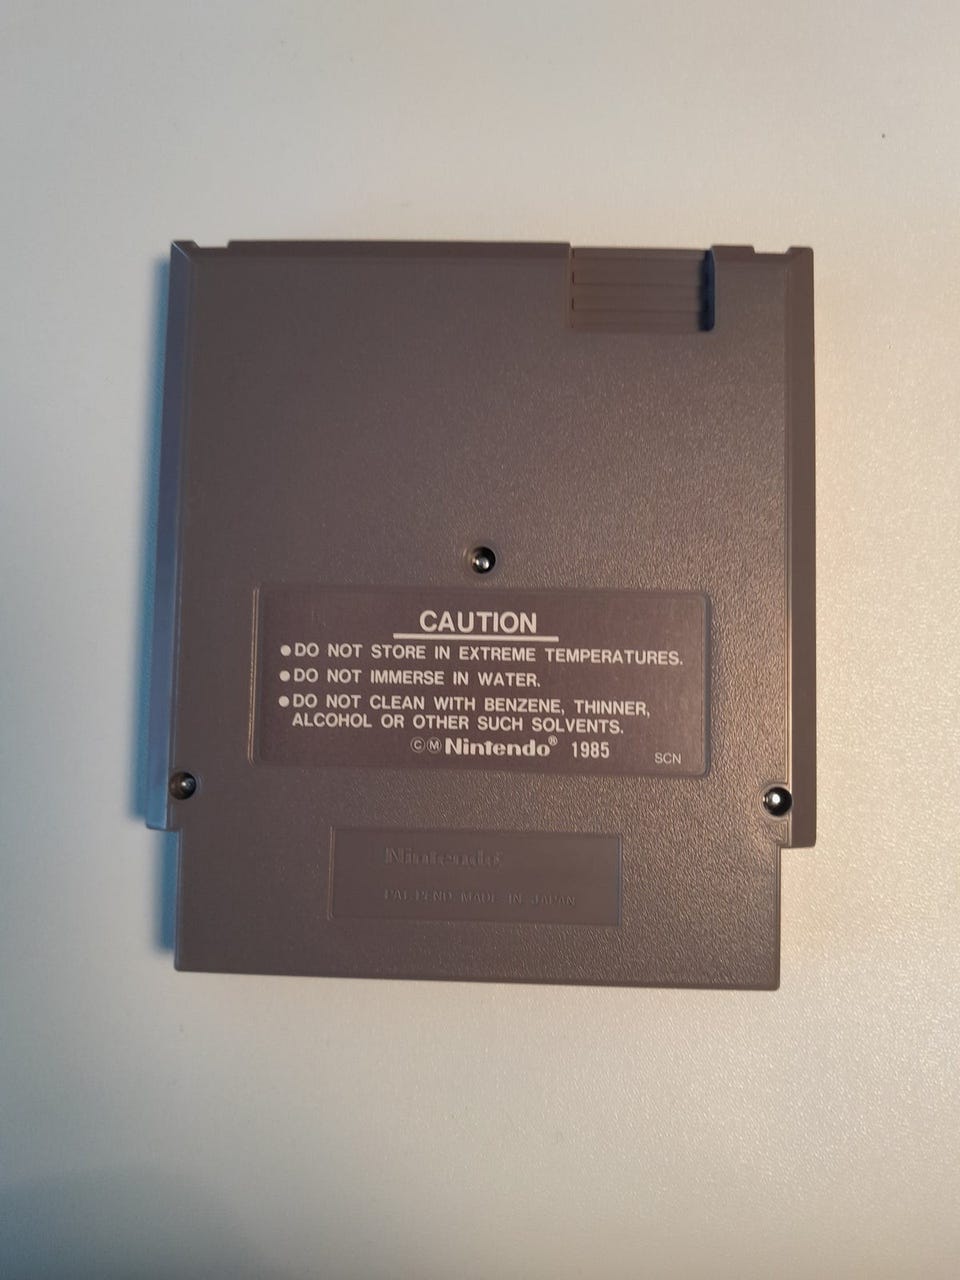 CAUTION
●DO NOT STORE IN EXTREME TEMPERATURES.
●DO NOT IMMERSE IN WATER.
●DO NOT CLEAN WITH BENZENE, THINNER,
ALCOHOL OR OTHER SUCH SOLVENTS.
ⒸⓂNintendo® 1985
SCN
Nintendo®
PAT. PEND MADE IN JAPAN